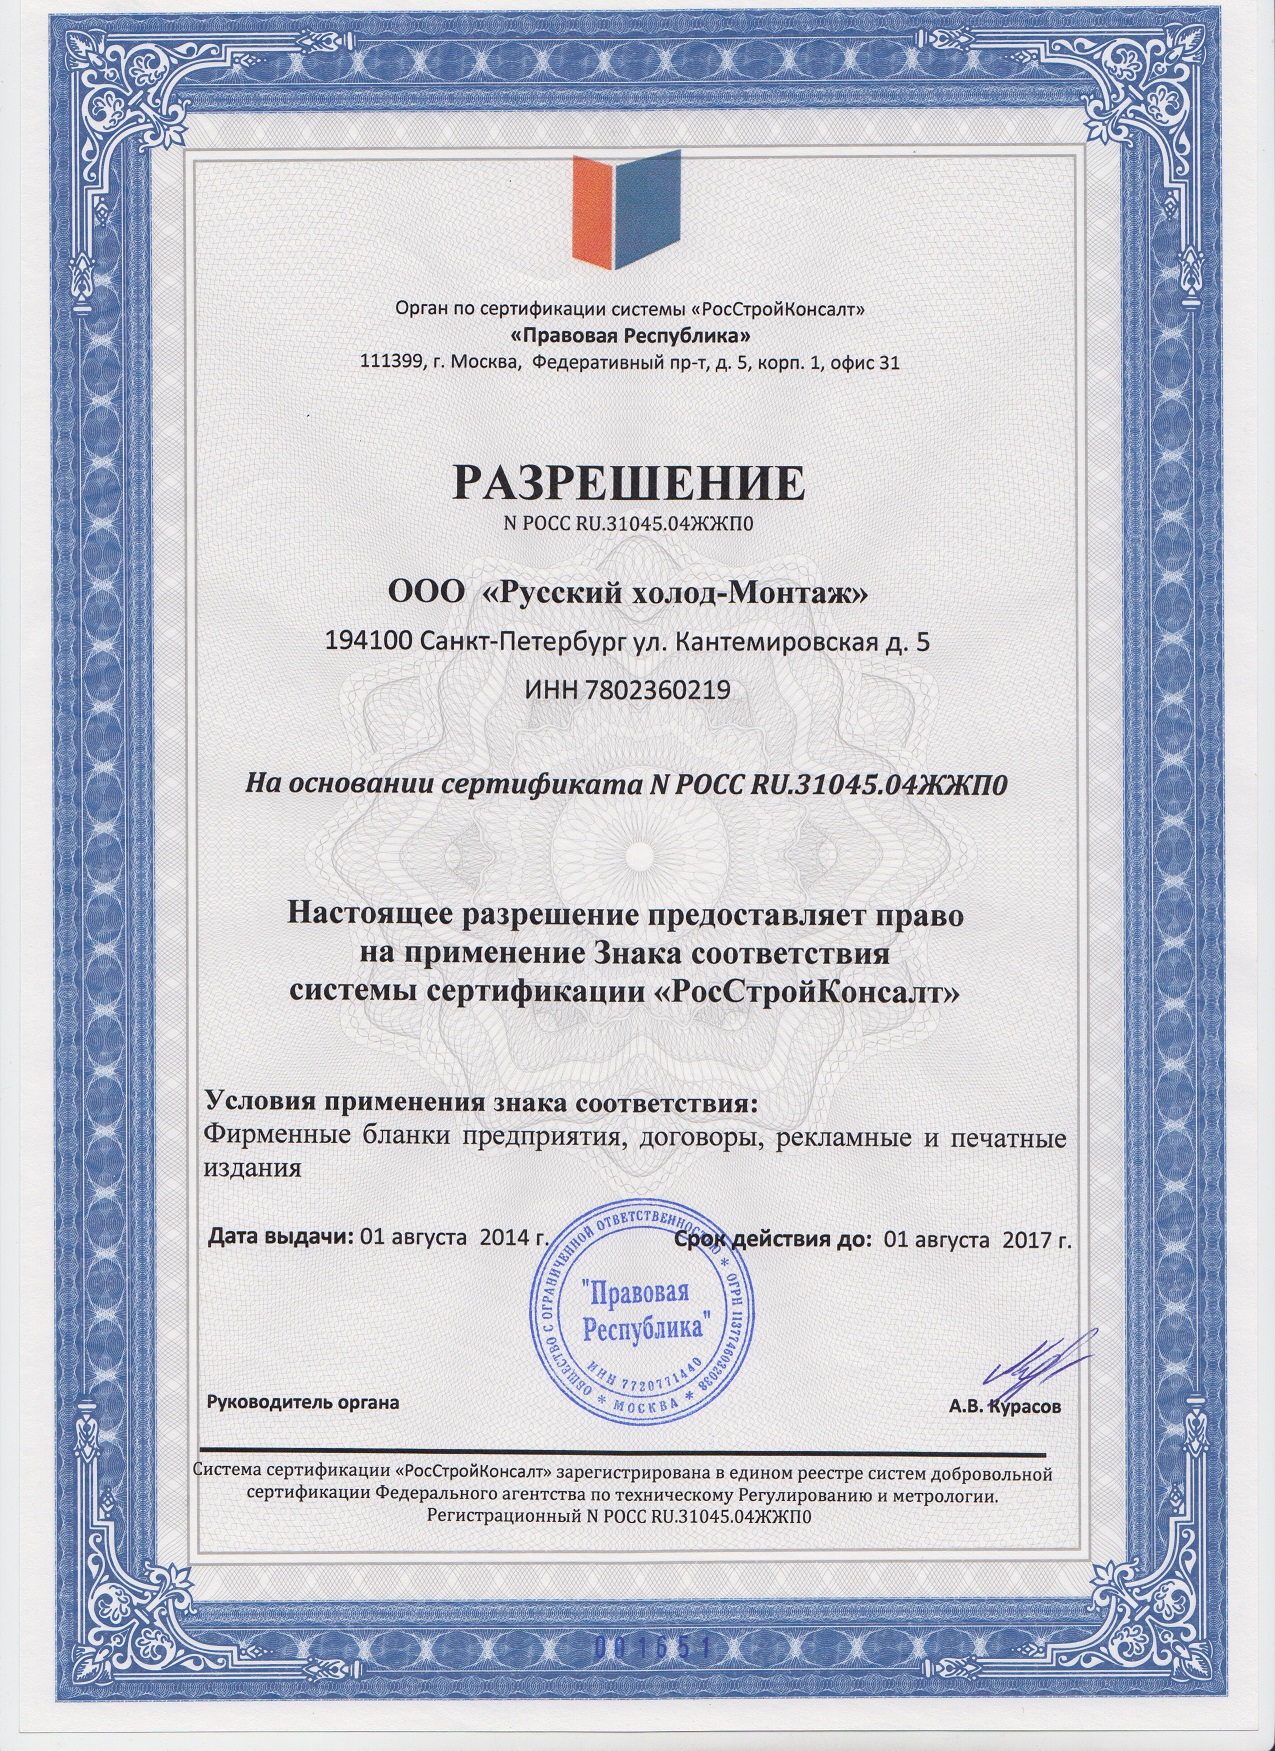 Орган по сертификации системы «РосСтройКонсалт»
«Правовая Республика»
111399, г. Москва, Федеративный пр-т, д. 5, корп. 1, офис 31
РАЗРЕШЕНИЕ
N РОСС RU.31045.04ЖЖП0
ООО «Русский холод-Монтаж»
194100 Санкт-Петербург ул. Кантемировская д. 5
ИНН 7802360219
На основании сертификата N РОСС RU.31045.04ЖЖП0
Настоящее разрешение предоставляет право
на применение Знака соответствия
системы сертификации «РосСтройКонсалт»
Условия применения знака соответствия:
Фирменные бланки предприятия, договоры, рекламные и печатные
издания
Дата выдачи: 01 августа 2014 г. Срок действия до: 01 августа 2017 г.
ОБЩЕСТВО С ОГРАНИЧЕННОЙ ОТВЕТСТВЕННОСТЬЮ * ОГРН 1137746032038 * МОСКВА *
"Правовая
Республика"
ИНН 7720771440
Руководитель органа А.В. Курасов
Система сертификации «РосСтройКонсалт» зарегистрирована в едином реестре систем добровольной
сертификации Федерального агентства по техническому Регулированию и метрологии.
Регистрационный N РОСС RU.31045.04ЖЖП0
001651